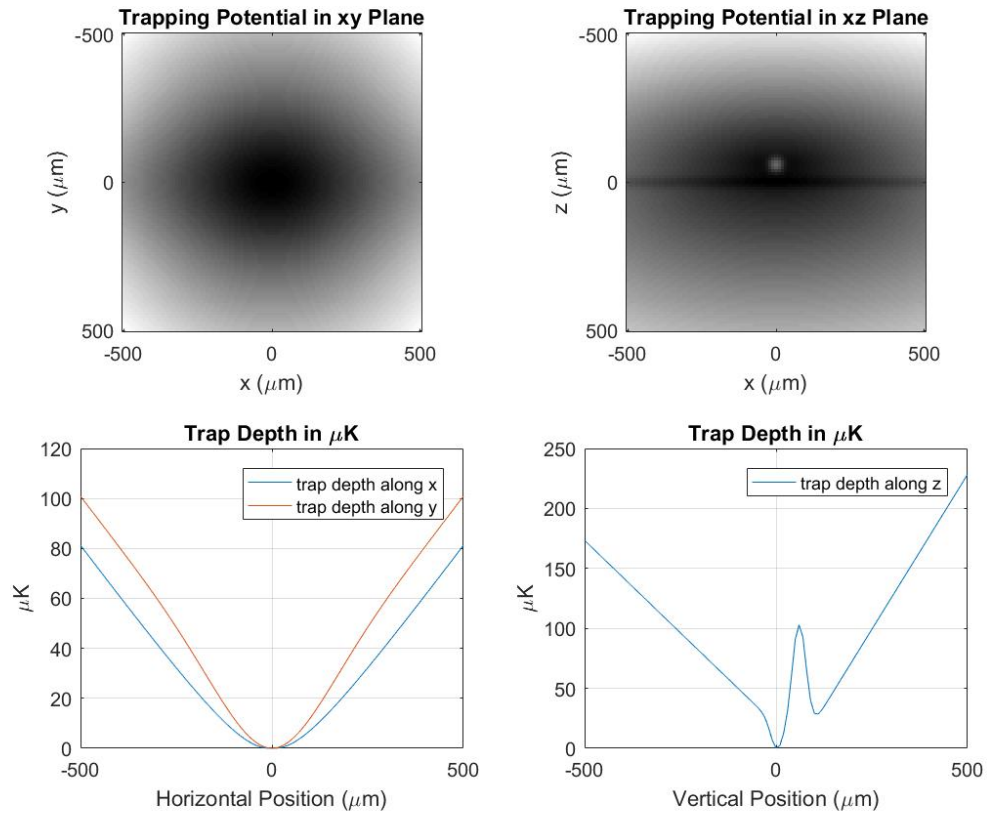 Trapping Potential in xy Plane
-500
0
500
y (μm)
-500 0 500
x (μm)
Trapping Potential in xz Plane
-500
0
500
z (μm)
-500 0 500
x (μm)
Trap Depth in μK
120
100
80
60
40
20
0
μK
trap depth along x
trap depth along y
-500 0 500
Horizontal Position (μm)
Trap Depth in μK
250
200
150
100
50
0
μK
trap depth along z
-500 0 500
Vertical Position (μm)